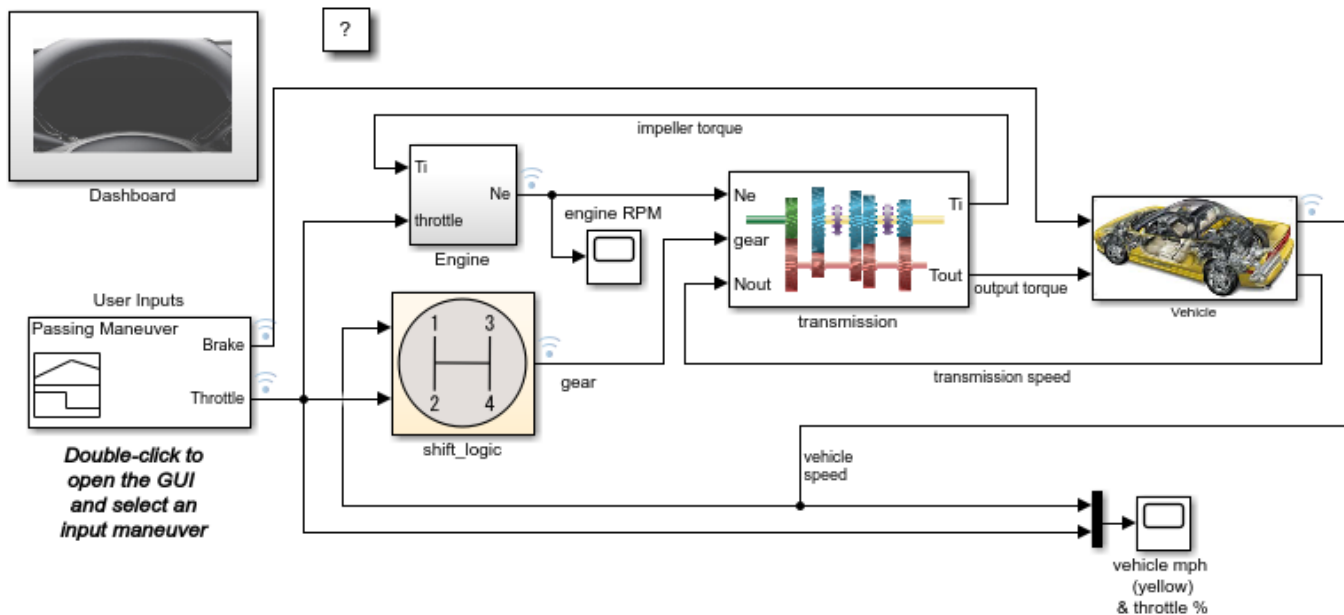 ?
Dashboard
impeller torque
Ti
throttle
Ne
Engine
engine RPM
Ne
gear
Nout
Ti
Tout
transmission
output torque
Vehicle
transmission speed
User Inputs
Passing Maneuver
Brake
Throttle
Double-click to
open the GUI
and select an
input maneuver
1 3
2 4
shift_logic
gear
vehicle
speed
vehicle mph
(yellow)
& throttle %